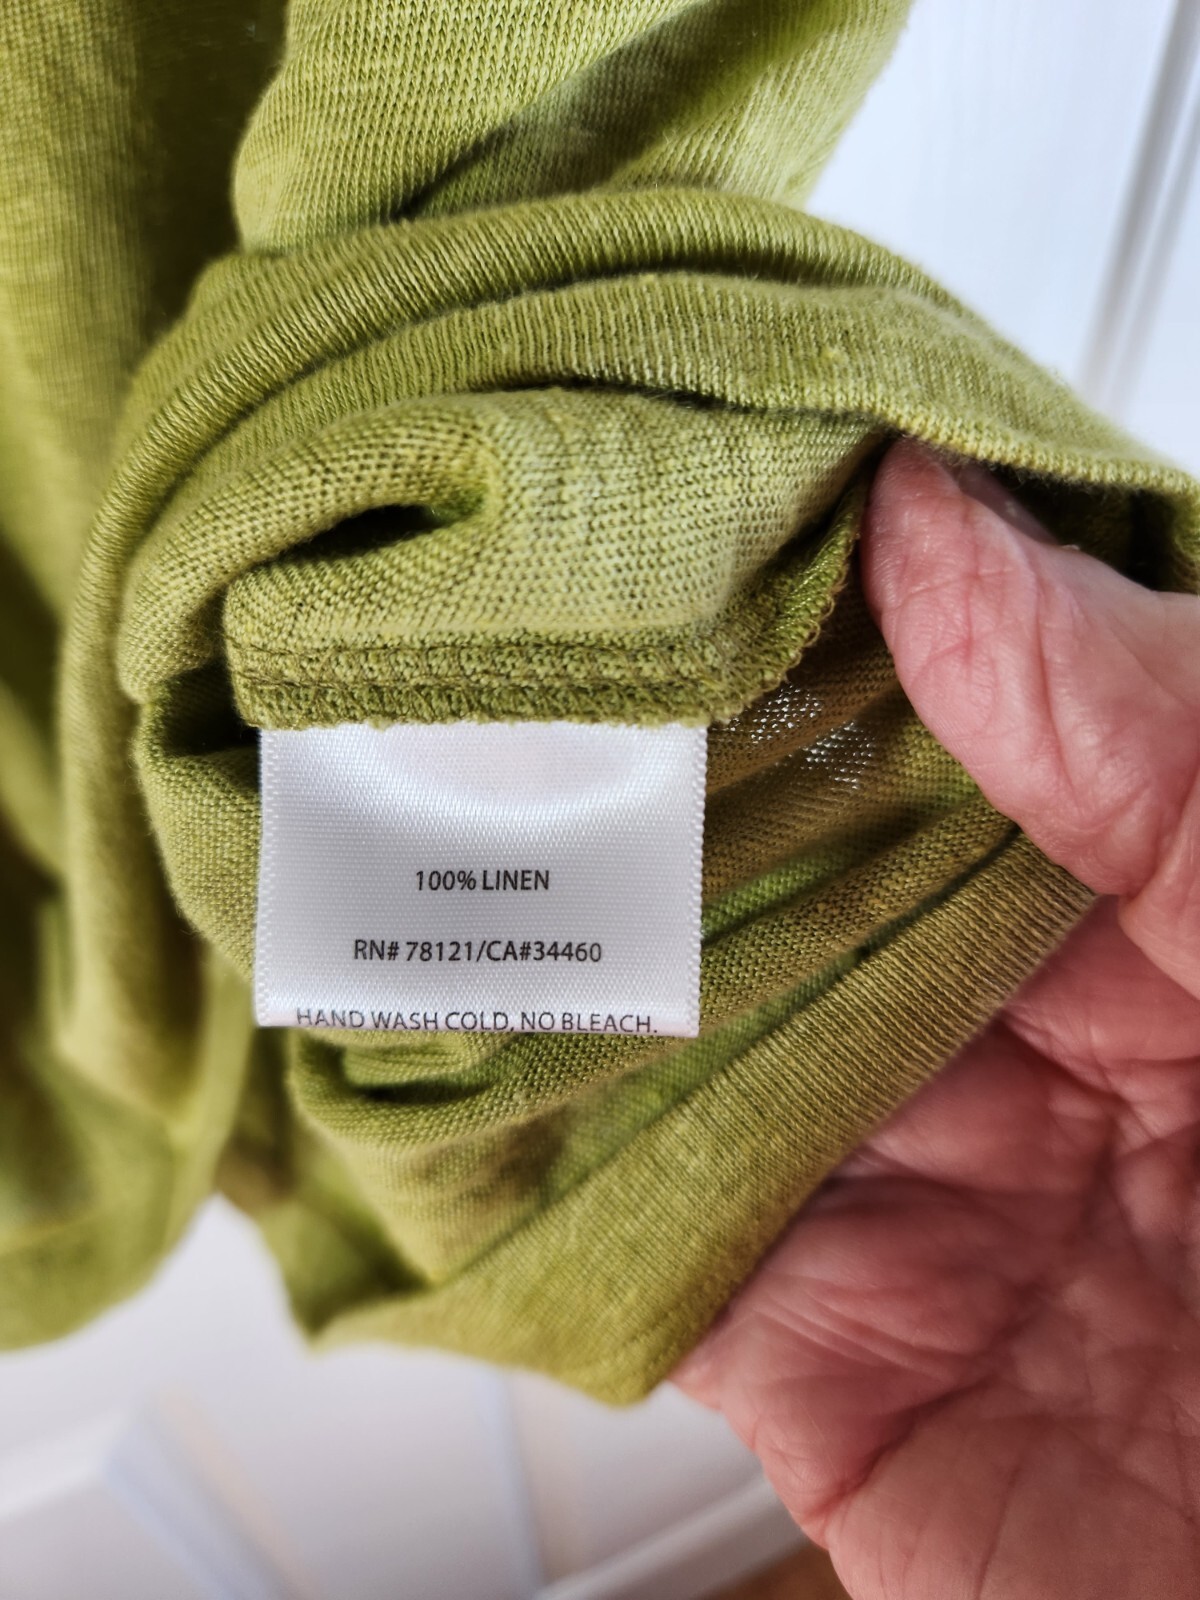 100% LINEN
RN# 78121/CA#34460
HAND WASH COLD, NO BLEACH.